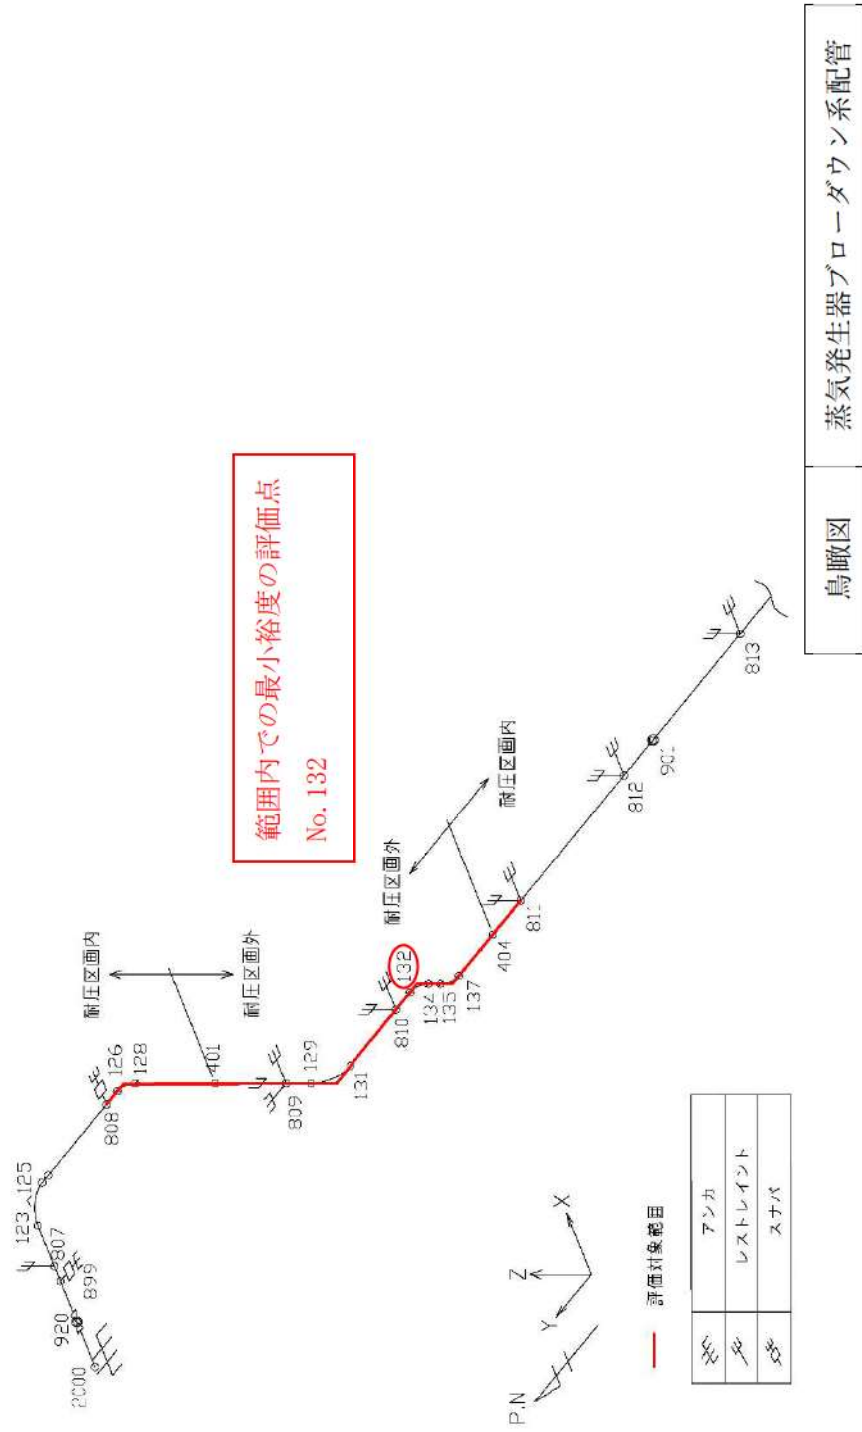 2000
920
899
807
123～125
808
126
128
耐圧区画内
耐圧区画外
401
809
129
131
810
132
134
135
137
404
耐圧区画外
耐圧区画内
811
812
901
813
範囲内での最小裕度の評価点
No.132
P.N
X
Y
Z
評価対象範囲
アンカ
レストレイント
スナバ
鳥瞰図
蒸気発生器ブローダウン系配管